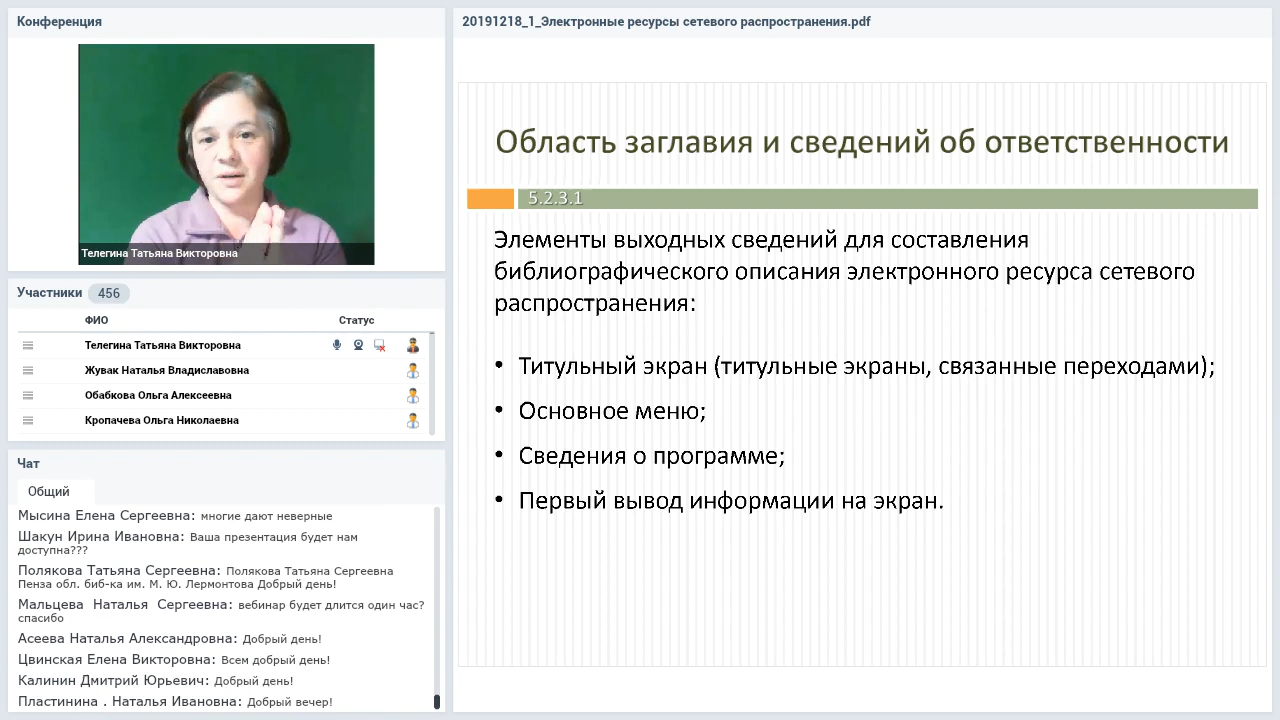 Конференция
Телегина Татьяна Викторовна
Участники 456
ФИО Статус
Телегина Татьяна Викторовна
Жувак Наталья Владиславовна
Обабкова Ольга Алексеевна
Кропачева Ольга Николаевна
Чат
Общий
Мысина Елена Сергеевна: многие дают неверные
Шакун Ирина Ивановна: Ваша презентация будет нам
доступна???
Полякова Татьяна Сергеевна: Полякова Татьяна Сергеевна
Пенза обл. биб-ка им. М. Ю. Лермонтова Добрый день!
Мальцева Наталья Сергеевна: вебинар будет длится один час?
спасибо
Асеева Наталья Александровна: Добрый день!
Цвинская Елена Викторовна: Всем добрый день!
Калинин Дмитрий Юрьевич: Добрый день!
Пластинина . Наталья Ивановна: Добрый вечер!
20191218_1_Электронные ресурсы сетевого распространения.pdf
Область заглавия и сведений об ответственности
5.2.3.1
Элементы выходных сведений для составления
библиографического описания электронного ресурса сетевого
распространения:
• Титульный экран (титульные экраны, связанные переходами);
• Основное меню;
• Сведения о программе;
• Первый вывод информации на экран.